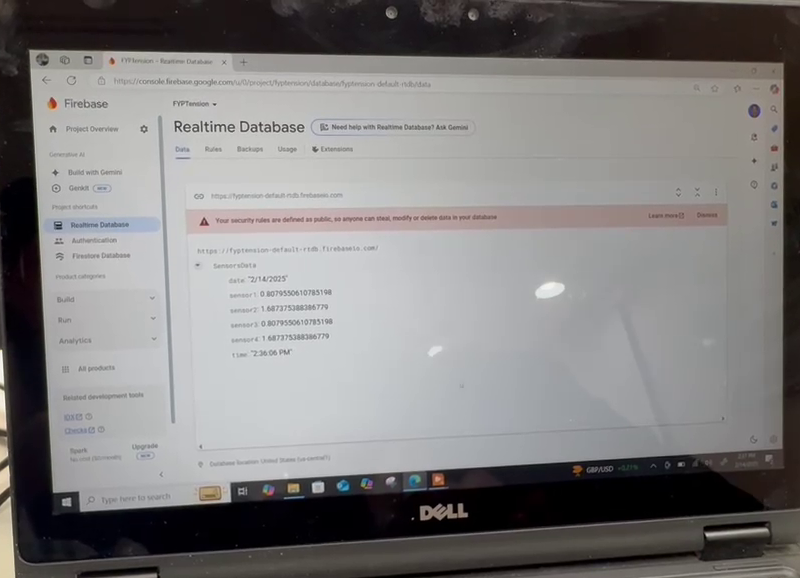 FYPTension - Realtime Database
https://console.firebase.google.com/u/0/project/fyptension/database/fyptension-default-rtdb/data
Firebase
FYPTension
Project Overview
Realtime Database
Need help with Realtime Database? Ask Gemini
Data Rules Backups Usage Extensions
Generative AI
Build with Gemini
Genkit NEW
Project shortcuts
Realtime Database
Authentication
Firestore Database
Product categories
Build
Run
Analytics
All products
Related development tools
IDX
Checks
Spark
No-cost ($0/month)
Upgrade
NEW
https://fyptension-default-rtdb.firebaseio.com
Your security rules are defined as public, so anyone can steal, modify or delete data in your database
Learn more Dismiss
https://fyptension-default-rtdb.firebaseio.com/
SensorsData
date: "2/14/2025"
sensor1: 0.8079550610785198
sensor2: 1.687375388386779
sensor3: 0.8079550610785198
sensor4: 1.687375388386779
time: "2:36:06 PM"
Database location: United States (us-central1)
Type here to search
GBP/USD +0.21%
DELL